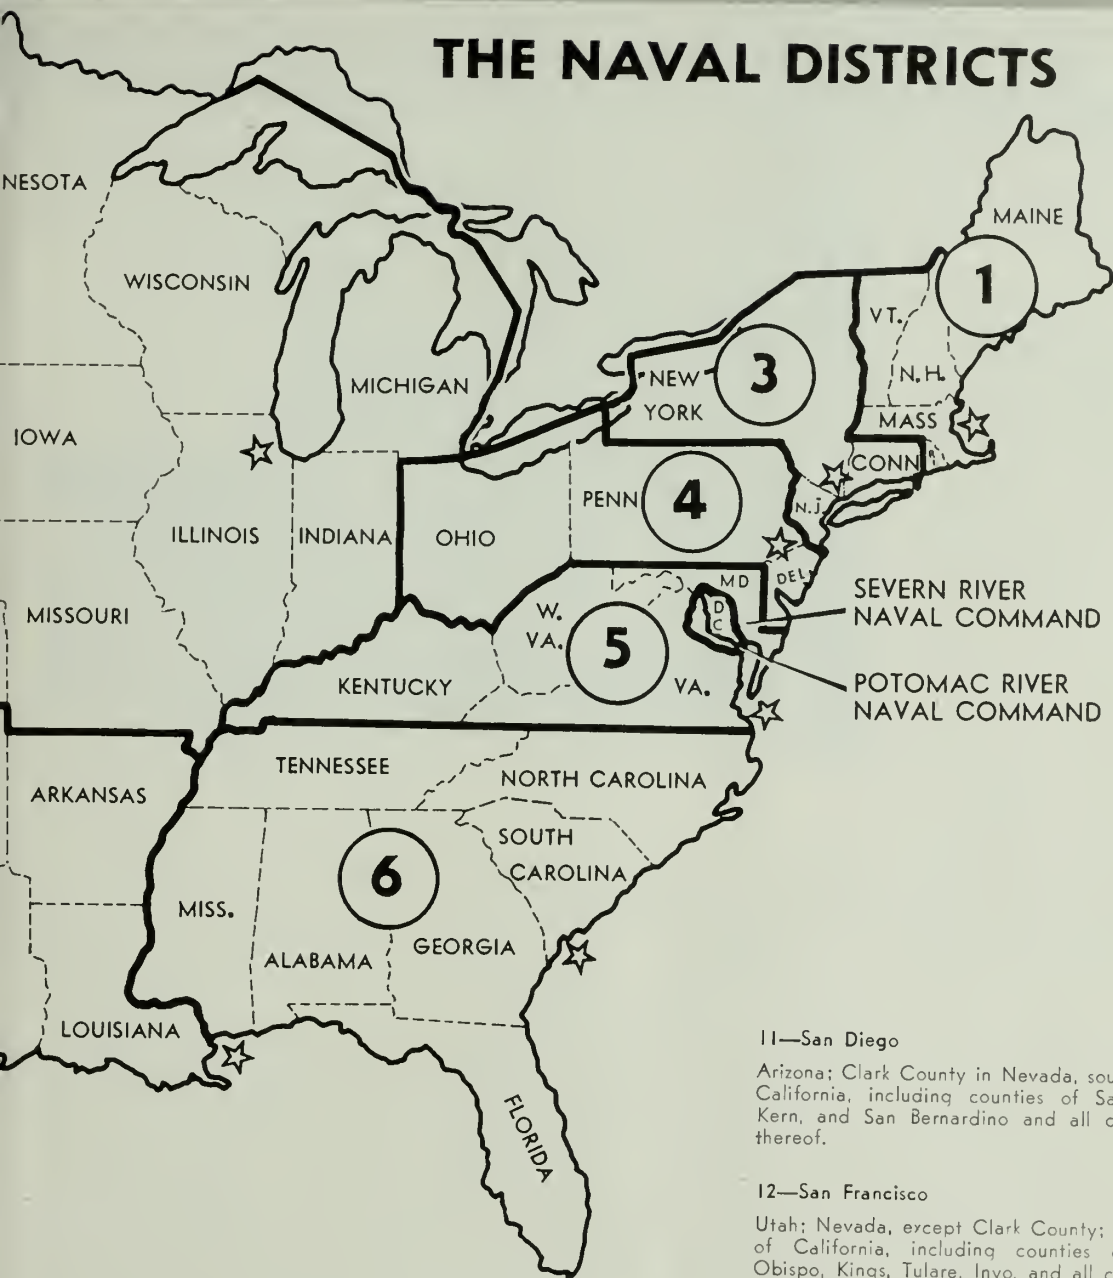 THE NAVAL DISTRICTS
NESOTA
MAINE
1
WISCONSIN
VT.
3
MICHIGAN
NEW
YORK
N.H.
IOWA
MASS
CONN
4
PENN
N.J.
ILLINOIS
INDIANA
OHIO
MD
DEL
SEVERN RIVER
NAVAL COMMAND
MISSOURI
W.
VA.
D
C
5
KENTUCKY
VA.
POTOMAC RIVER
NAVAL COMMAND
TENNESSEE
NORTH CAROLINA
ARKANSAS
SOUTH
CAROLINA
6
MISS.
ALABAMA
GEORGIA
LOUISIANA
FLORIDA
11—San Diego
Arizona; Clark County in Nevada, sou
California, including counties of Sa
Kern, and San Bernardino and all c
thereof.
12—San Francisco
Utah; Nevada, except Clark County;
of California, including counties
Obispo, Kings, Tulare, Inyo, and all c